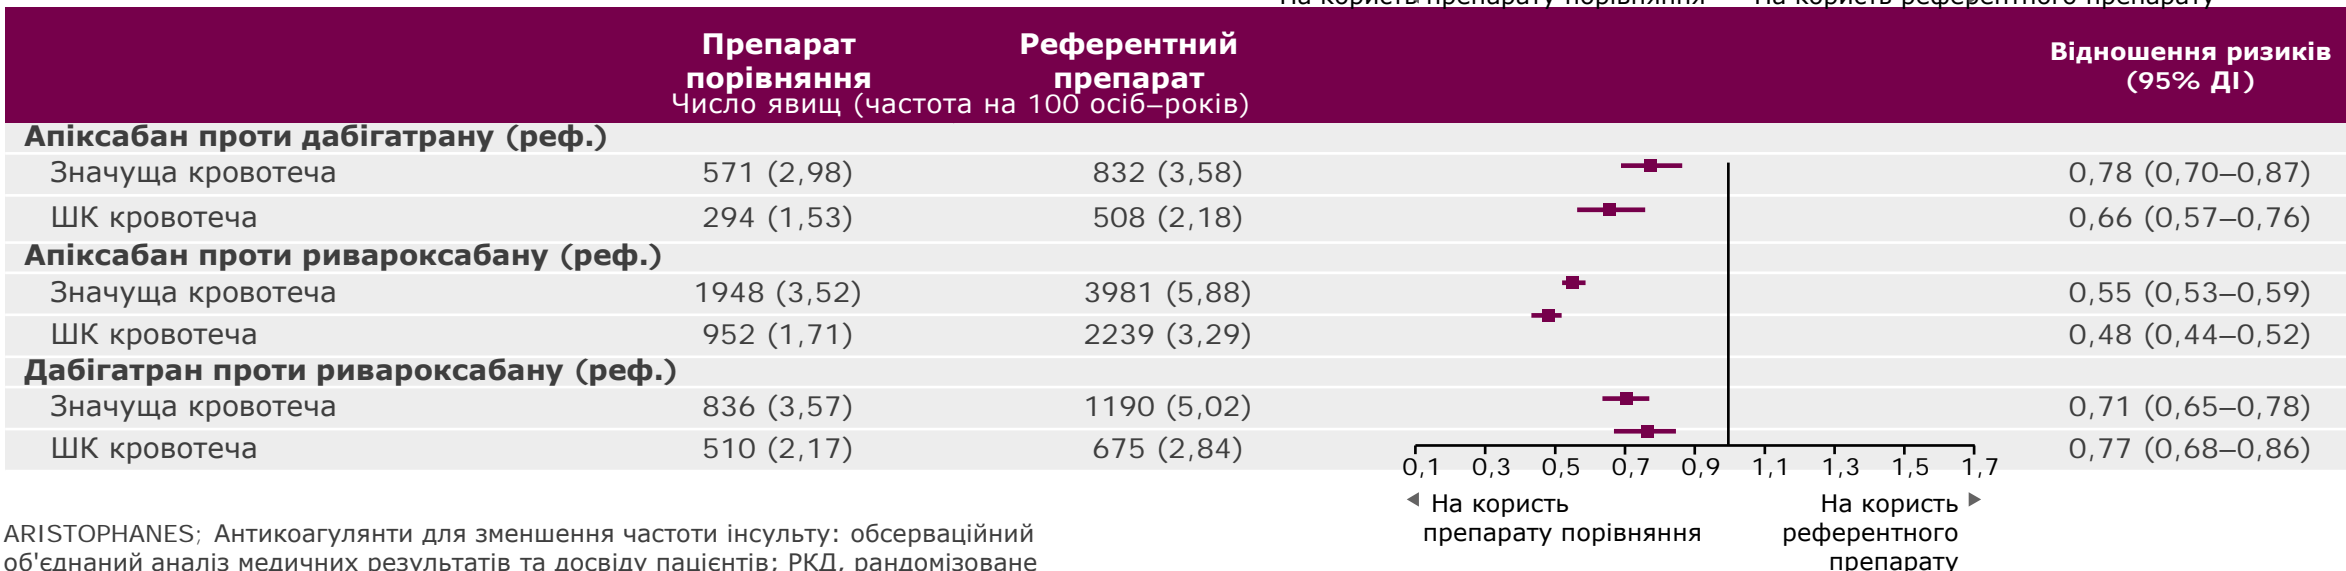 На користь препарату порівняння На користь референтного препарату
Препарат порівняння Референтний препарат Відношення ризиків (95% ДІ)
Число явищ (частота на 100 осіб–років)
Апіксабан проти дабігатрану (реф.)
Значуща кровотеча 571 (2,98) 832 (3,58) 0,78 (0,70–0,87)
ШК кровотеча 294 (1,53) 508 (2,18) 0,66 (0,57–0,76)
Апіксабан проти ривароксабану (реф.)
Значуща кровотеча 1948 (3,52) 3981 (5,88) 0,55 (0,53–0,59)
ШК кровотеча 952 (1,71) 2239 (3,29) 0,48 (0,44–0,52)
Дабігатран проти ривароксабану (реф.)
Значуща кровотеча 836 (3,57) 1190 (5,02) 0,71 (0,65–0,78)
ШК кровотеча 510 (2,17) 675 (2,84) 0,77 (0,68–0,86)
0,1 0,3 0,5 0,7 0,9 1,1 1,3 1,5 1,7
На користь
препарату порівняння
На користь
референтного
препарату
ARISTOPHANES; Антикоагулянти для зменшення частоти інсульту: обсерваційний
об'єднаний аналіз медичних результатів та досвіду пацієнтів; РКД, рандомізоване